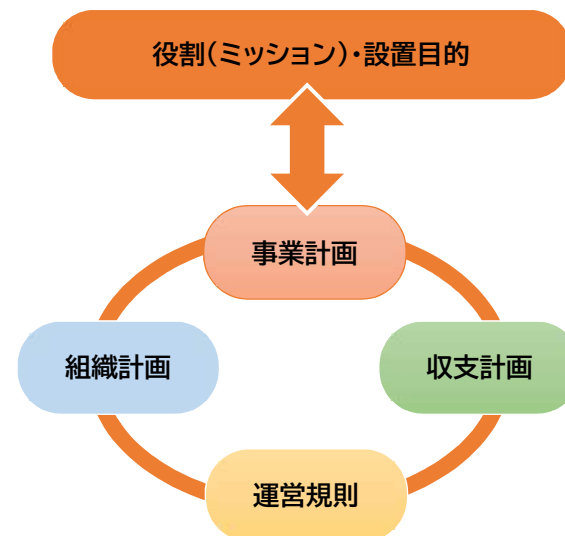 役割(ミッション)・設置目的
事業計画
組織計画
収支計画
運営規則